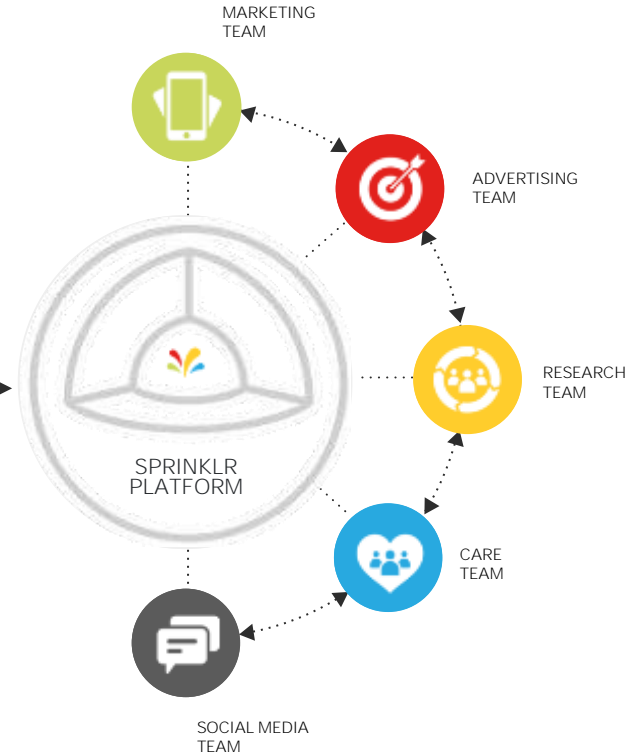 MARKETING
TEAM
ADVERTISING
TEAM
RESEARCH
TEAM
SPRINKLR
PLATFORM
CARE
TEAM
SOCIAL MEDIA
TEAM